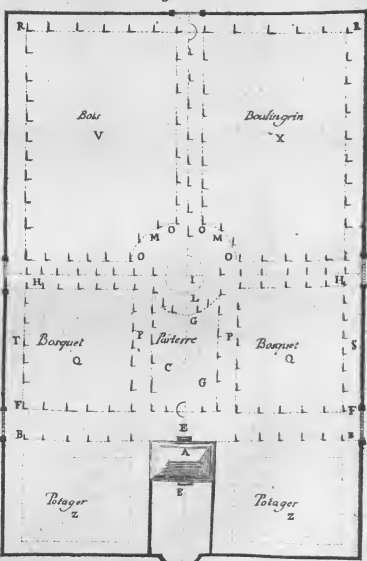 R R
Bois Boulingrin
V X
M O O M
O O
I
H L H
G
Bosquet P Parterre P Bosquet
T Q C Q S
G
F F
E
B A B
E
Potager Potager
Z Z